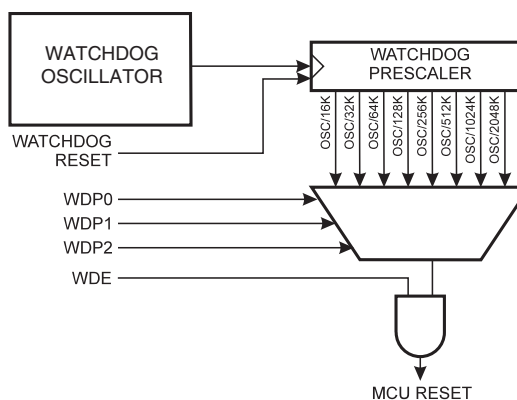 WATCHDOG
OSCILLATOR
WATCHDOG
PRESCALER
WATCHDOG
RESET
OSC/16K
OSC/32K
OSC/64K
OSC/128K
OSC/256K
OSC/512K
OSC/1024K
OSC/2048K
WDP0
WDP1
WDP2
WDE
MCU RESET